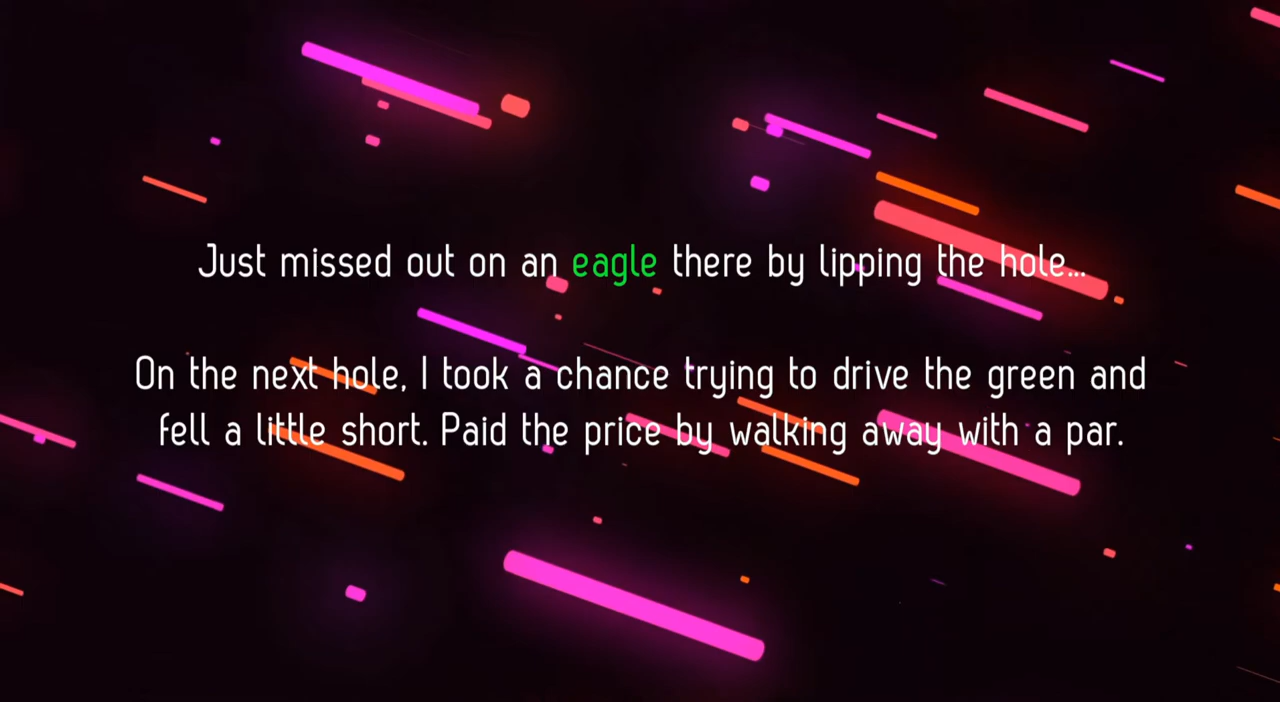 Just missed out on an eagle there by lipping the hole...
On the next hole, I took a chance trying to drive the green and
fell a little short. Paid the price by walking away with a par.